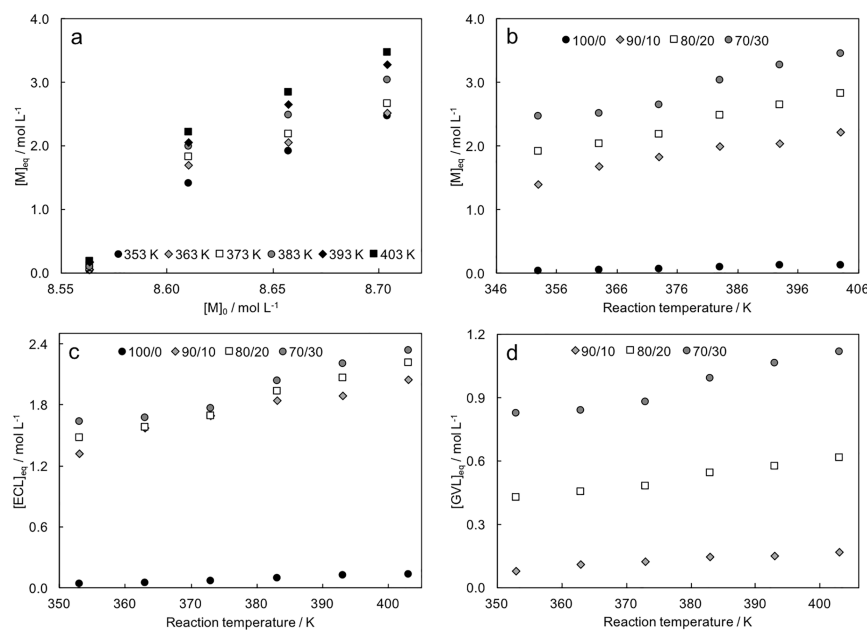 a
4.0
3.0
2.0
1.0
0.0
[M]eq / mol L-1
353 K 363 K 373 K 383 K 393 K 403 K
8.55 8.60 8.65 8.70
[M]0 / mol L-1
b
100/0 90/10 80/20 70/30
4.0
3.0
2.0
1.0
0.0
[M]eq / mol L-1
346 356 366 376 386 396 406
Reaction temperature / K
c
100/0 90/10 80/20 70/30
2.4
1.8
1.2
0.6
0.0
[ECL]eq / mol L-1
350 360 370 380 390 400
Reaction temperature / K
d
90/10 80/20 70/30
1.2
0.9
0.6
0.3
0.0
[GVL]eq / mol L-1
350 360 370 380 390 400
Reaction temperature / K